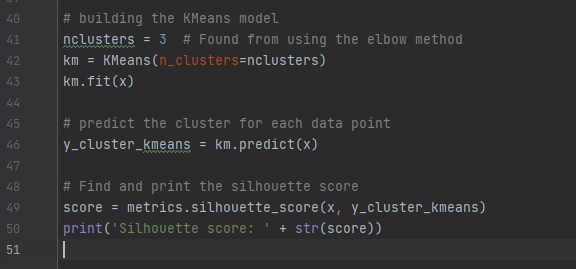 40 # building the KMeans model
41 nclusters = 3  # Found from using the elbow method
42 km = KMeans(n_clusters=nclusters)
43 km.fit(x)
44
45 # predict the cluster for each data point
46 y_cluster_kmeans = km.predict(x)
47
48 # Find and print the silhouette score
49 score = metrics.silhouette_score(x, y_cluster_kmeans)
50 print('Silhouette score: ' + str(score))
51